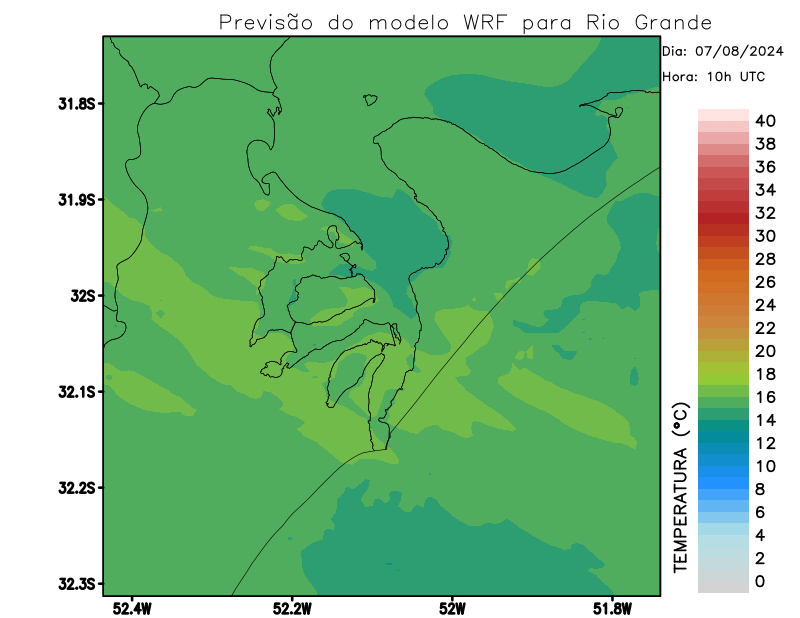 Previsão do modelo WRF para Rio Grande
Dia: 07/08/2024
Hora: 10h UTC
31.8S
31.9S
32S
32.1S
32.2S
32.3S
52.4W
52.2W
52W
51.8W
TEMPERATURA (°C)
40
38
36
34
32
30
28
26
24
22
20
18
16
14
12
10
8
6
4
2
0